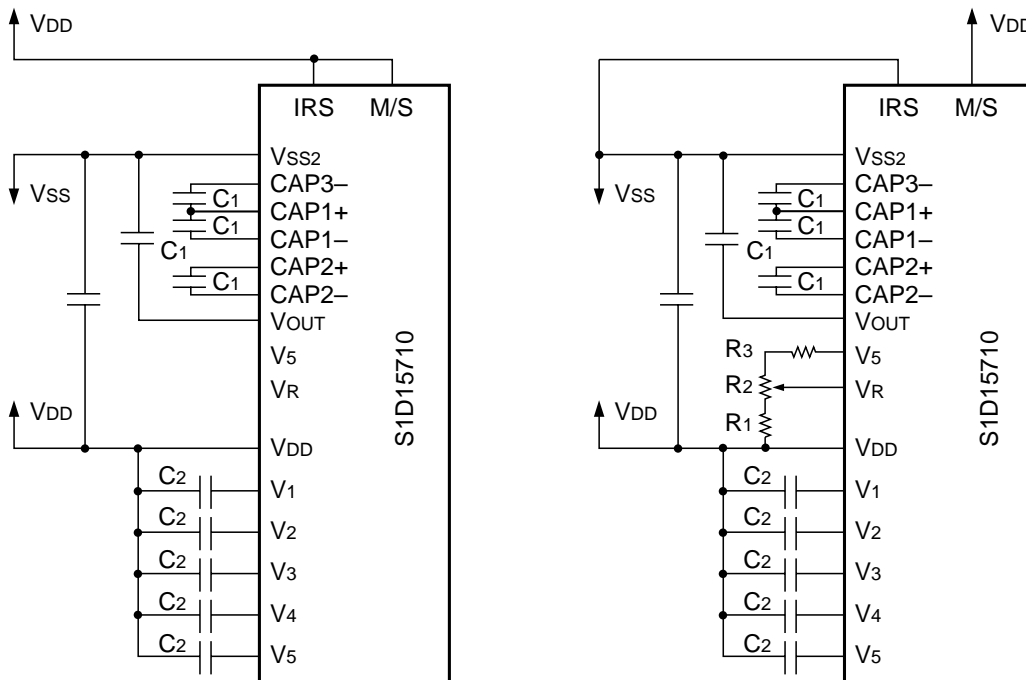 VDD
IRS M/S
VSS2
VSS
CAP3–
C1
CAP1+
C1
CAP1–
C1
CAP2+
C1
CAP2–
VOUT
V5
VR
S1D15710
VDD
VDD
C2
V1
C2
V2
C2
V3
C2
V4
C2
V5
VDD
IRS M/S
VSS2
VSS
CAP3–
C1
CAP1+
C1
CAP1–
C1
CAP2+
C1
CAP2–
VOUT
R3
V5
R2
VR
R1
S1D15710
VDD
VDD
C2
V1
C2
V2
C2
V3
C2
V4
C2
V5